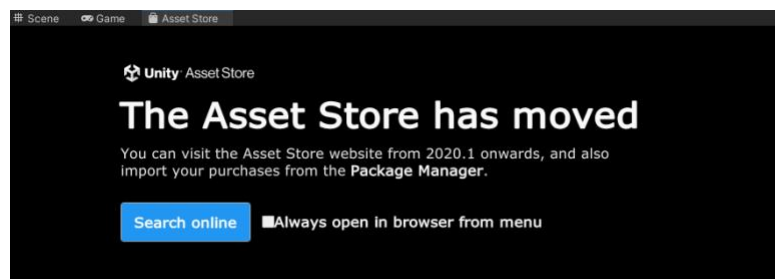 Scene Game Asset Store
Unity Asset Store
The Asset Store has moved
You can visit the Asset Store website from 2020.1 onwards, and also
import your purchases from the Package Manager.
Search online Always open in browser from menu